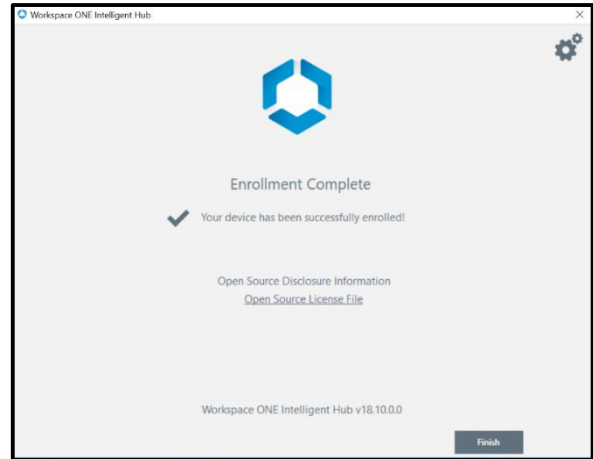 Workspace ONE Intelligent Hub
Enrollment Complete
Your device has been successfully enrolled!
Open Source Disclosure Information
Open Source License File
Workspace ONE Intelligent Hub v18.10.0.0
Finish